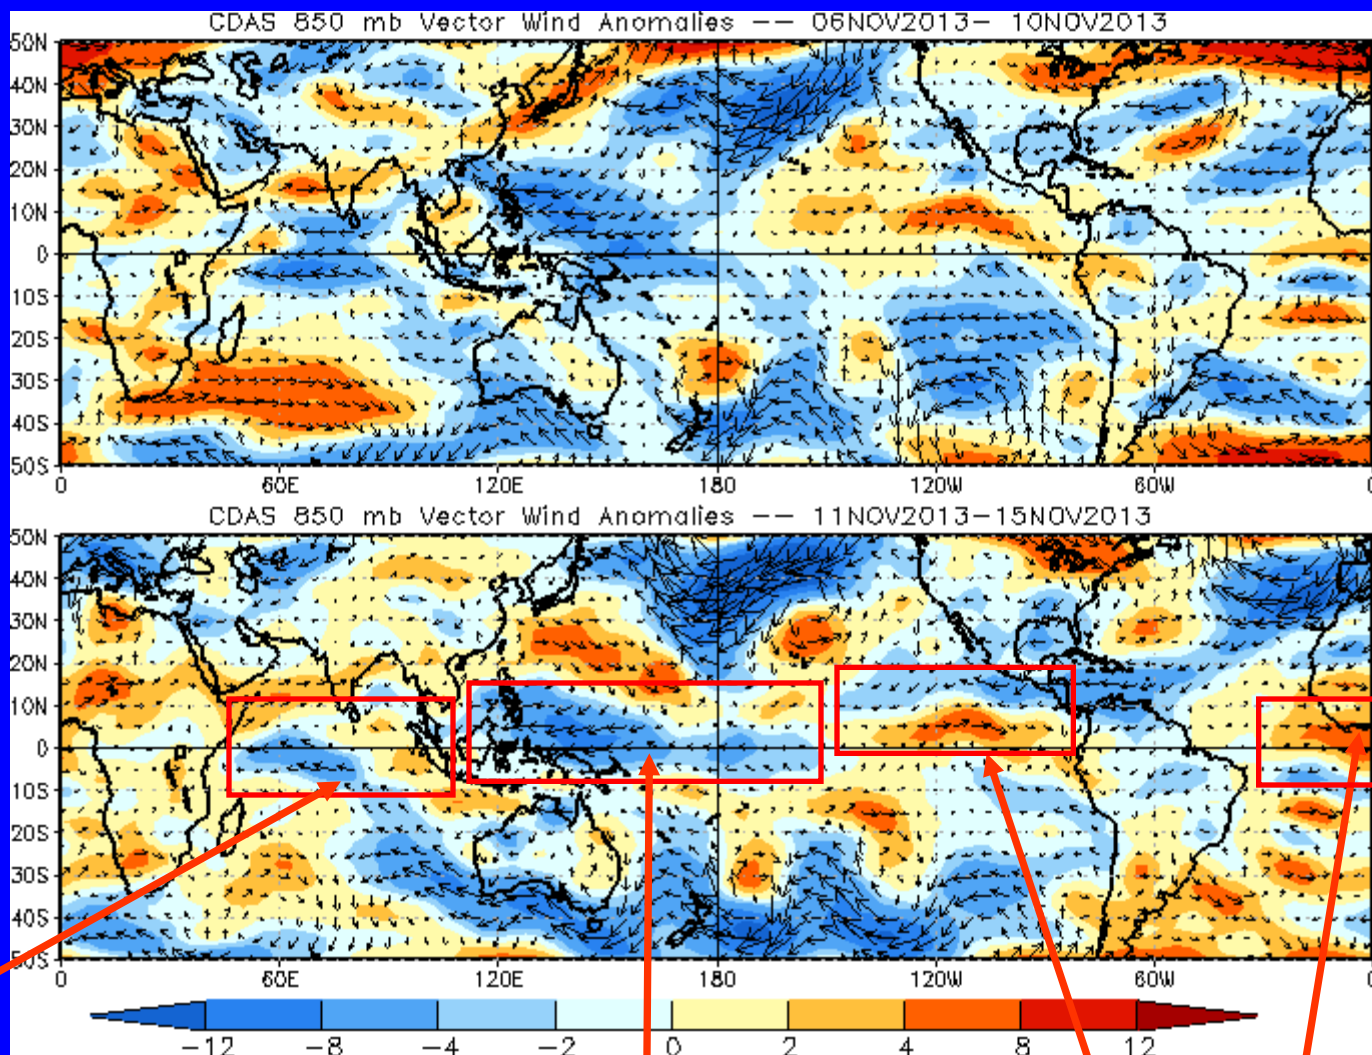 CDAS 850 mb Vector Wind Anomalies -- 06NOV2013- 10NOV2013
50N
40N
30N
20N
10N
0
10S
20S
30S
40S
50S
0 60E 120E 180 120W 60W 0
CDAS 850 mb Vector Wind Anomalies -- 11NOV2013-15NOV2013
50N
40N
30N
20N
10N
0
10S
20S
30S
40S
50S
0 60E 120E 180 120W 60W 0
-12 -8 -4 -2 0 2 4 8 12